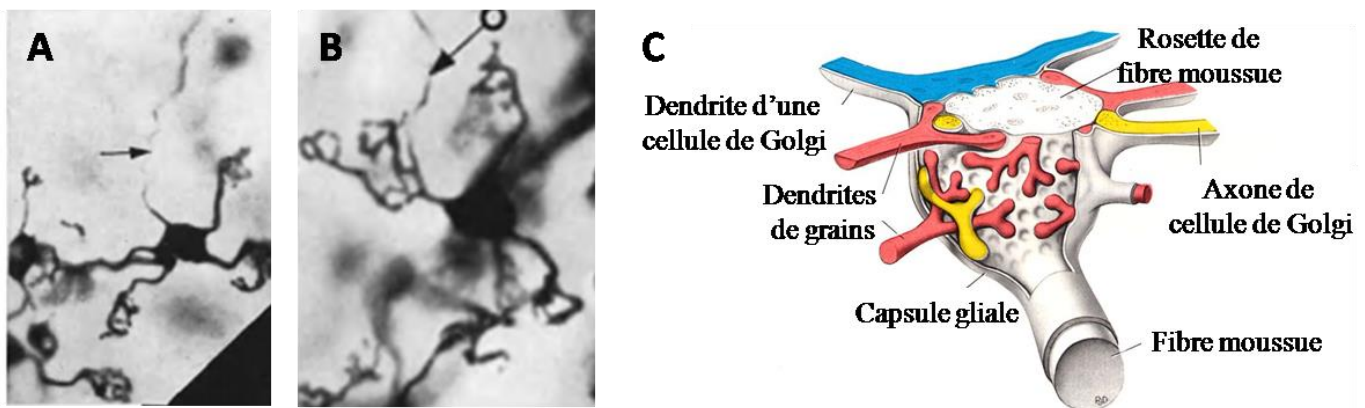 A
B
C
Rosette de
fibre moussue
Dendrite d'une
cellule de Golgi
Dendrites
de grains
Axone de
cellule de Golgi
Capsule gliale
Fibre moussue